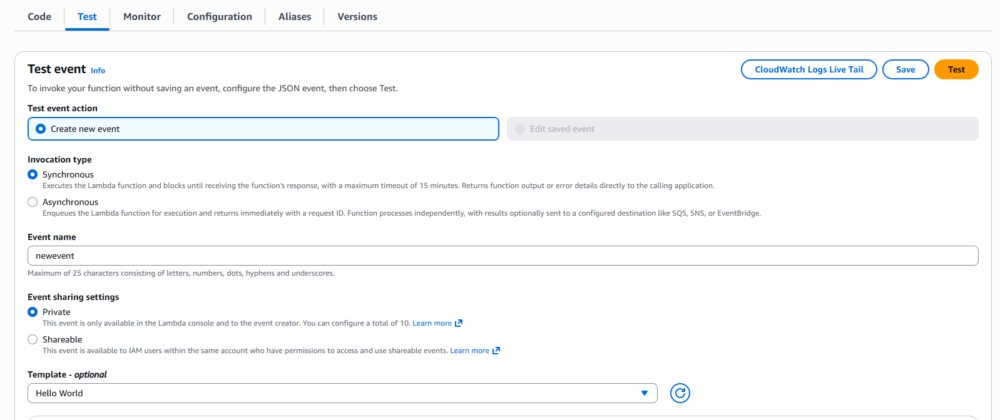 Code Test Monitor Configuration Aliases Versions
Test event Info
CloudWatch Logs Live Tail Save Test
To invoke your function without saving an event, configure the JSON event, then choose Test.
Test event action
Create new event Edit saved event
Invocation type
Synchronous
Executes the Lambda function and blocks until receiving the function's response, with a maximum timeout of 15 minutes. Returns function output or error details directly to the calling application.
Asynchronous
Enqueues the Lambda function for execution and returns immediately with a request ID. Function processes independently, with results optionally sent to a configured destination like SQS, SNS, or EventBridge.
Event name
newevent
Maximum of 25 characters consisting of letters, numbers, dots, hyphens and underscores.
Event sharing settings
Private
This event is only available in the Lambda console and to the event creator. You can configure a total of 10. Learn more
Shareable
This event is available to IAM users within the same account who have permissions to access and use shareable events. Learn more
Template - optional
Hello World